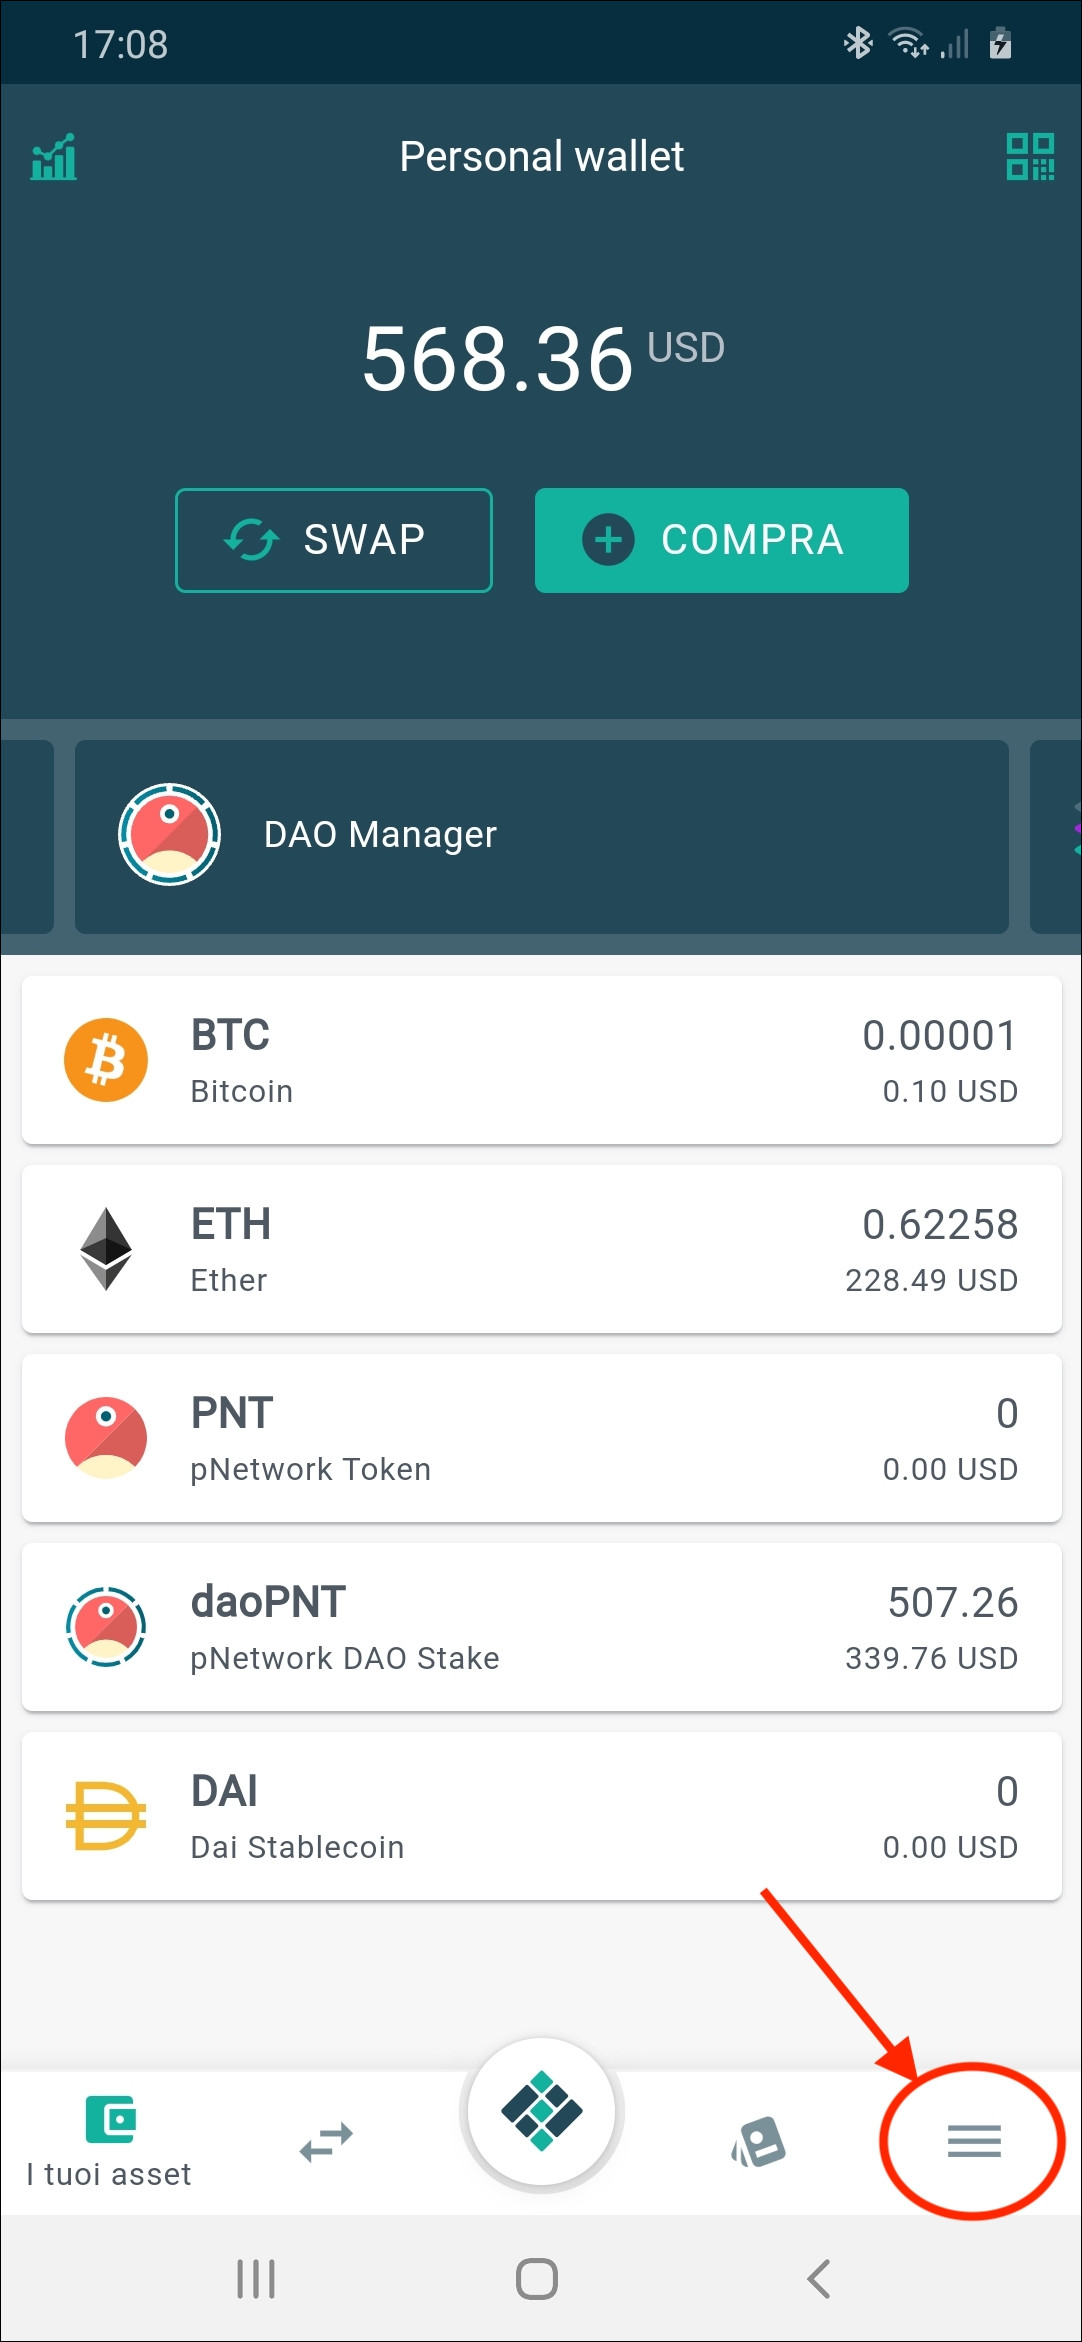 17:08
Personal wallet
568.36 USD
SWAP
COMPRA
DAO Manager
BTC 0.00001
Bitcoin 0.10 USD
ETH 0.62258
Ether 228.49 USD
PNT 0
pNetwork Token 0.00 USD
daoPNT 507.26
pNetwork DAO Stake 339.76 USD
DAI 0
Dai Stablecoin 0.00 USD
I tuoi asset